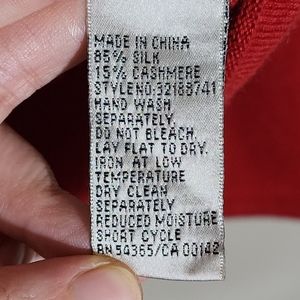 MADE IN CHINA
85% SILK
15% CASHMERE
STYLENO:32183741
HAND WASH
SEPARATELY.
DO NOT BLEACH.
LAY FLAT TO DRY.
IRON AT LOW
TEMPERATURE
DRY CLEAN
SEPARATELY
REDUCED MOISTURE
SHORT CYCLE
RN 54365/CA 00142